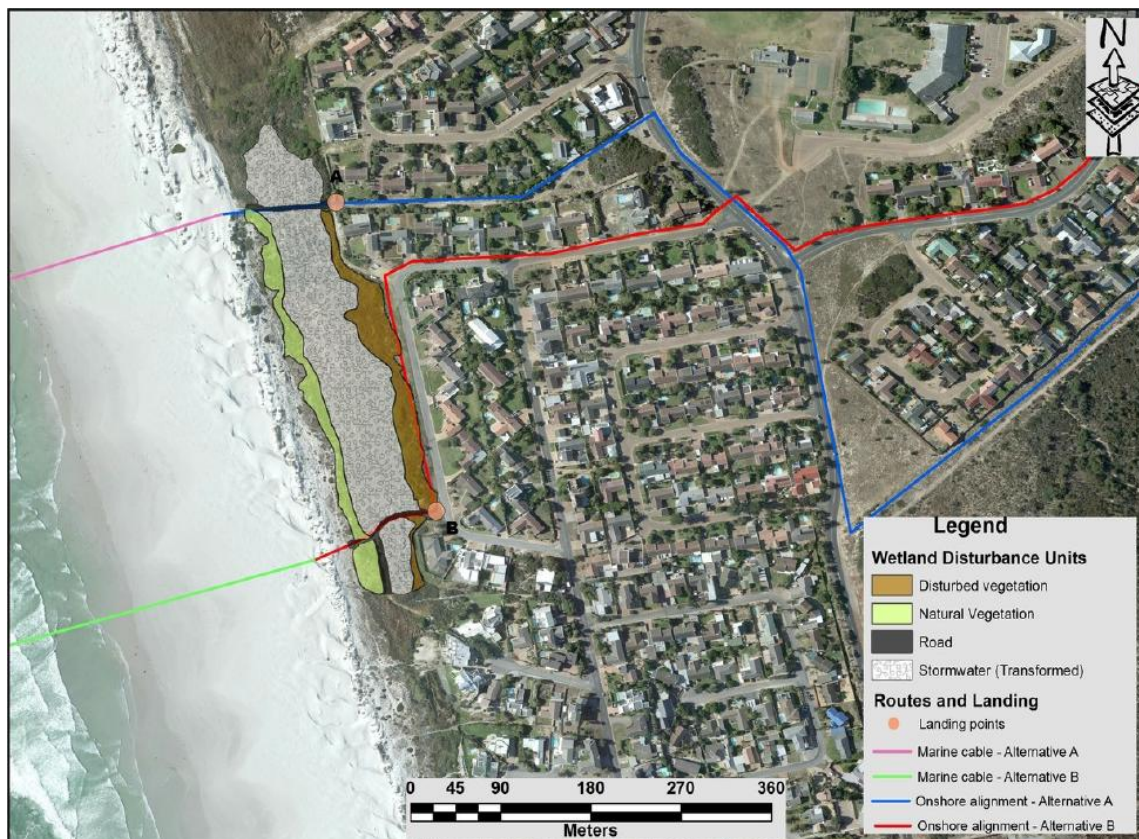 N
A
B
Legend
Wetland Disturbance Units
Disturbed vegetation
Natural Vegetation
Road
Stormwater (Transformed)
Routes and Landing
Landing points
Marine cable - Alternative A
Marine cable - Alternative B
Onshore alignment - Alternative A
Onshore alignment - Alternative B
0 45 90 180 270 360
Meters